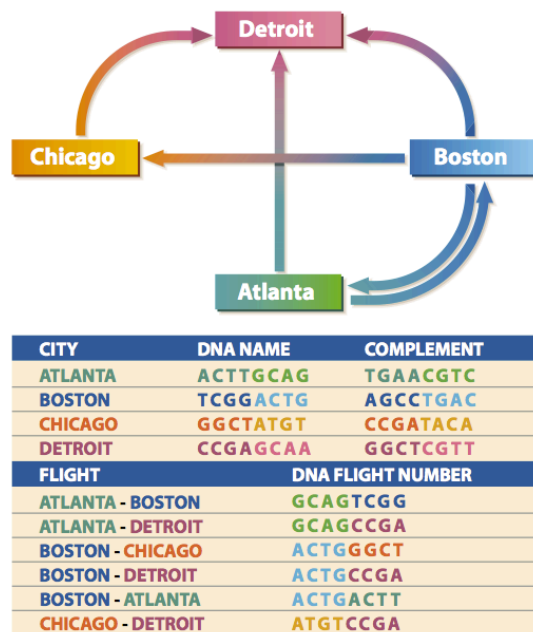 Detroit
Chicago
Boston
Atlanta
CITY DNA NAME COMPLEMENT
ATLANTA ACTTGCAG TGAACGTC
BOSTON TCGGACTG AGCCTGAC
CHICAGO GGCTATGT CCGATACA
DETROIT CCGAGCAA GGCTCGTT
FLIGHT DNA FLIGHT NUMBER
ATLANTA - BOSTON GCAGTCGG
ATLANTA - DETROIT GCAGCCGA
BOSTON - CHICAGO ACTGGGCT
BOSTON - DETROIT ACTGCCGA
BOSTON - ATLANTA ACTGACTT
CHICAGO - DETROIT ATGTCCGA